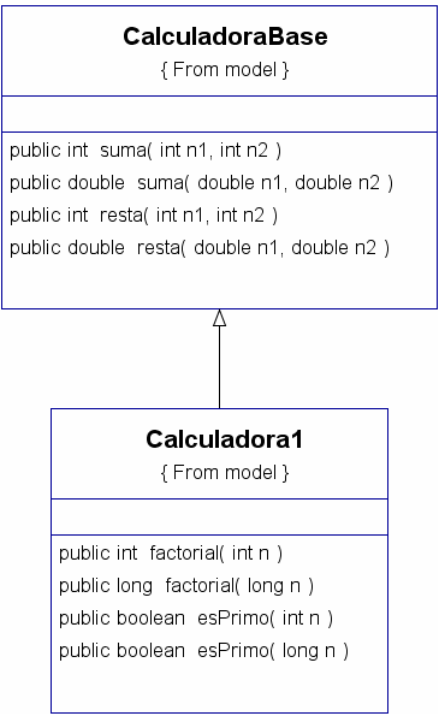 CalculadoraBase
{ From model }
public int suma( int n1, int n2 )
public double suma( double n1, double n2 )
public int resta( int n1, int n2 )
public double resta( double n1, double n2 )
Calculadora1
{ From model }
public int factorial( int n )
public long factorial( long n )
public boolean esPrimo( int n )
public boolean esPrimo( long n )